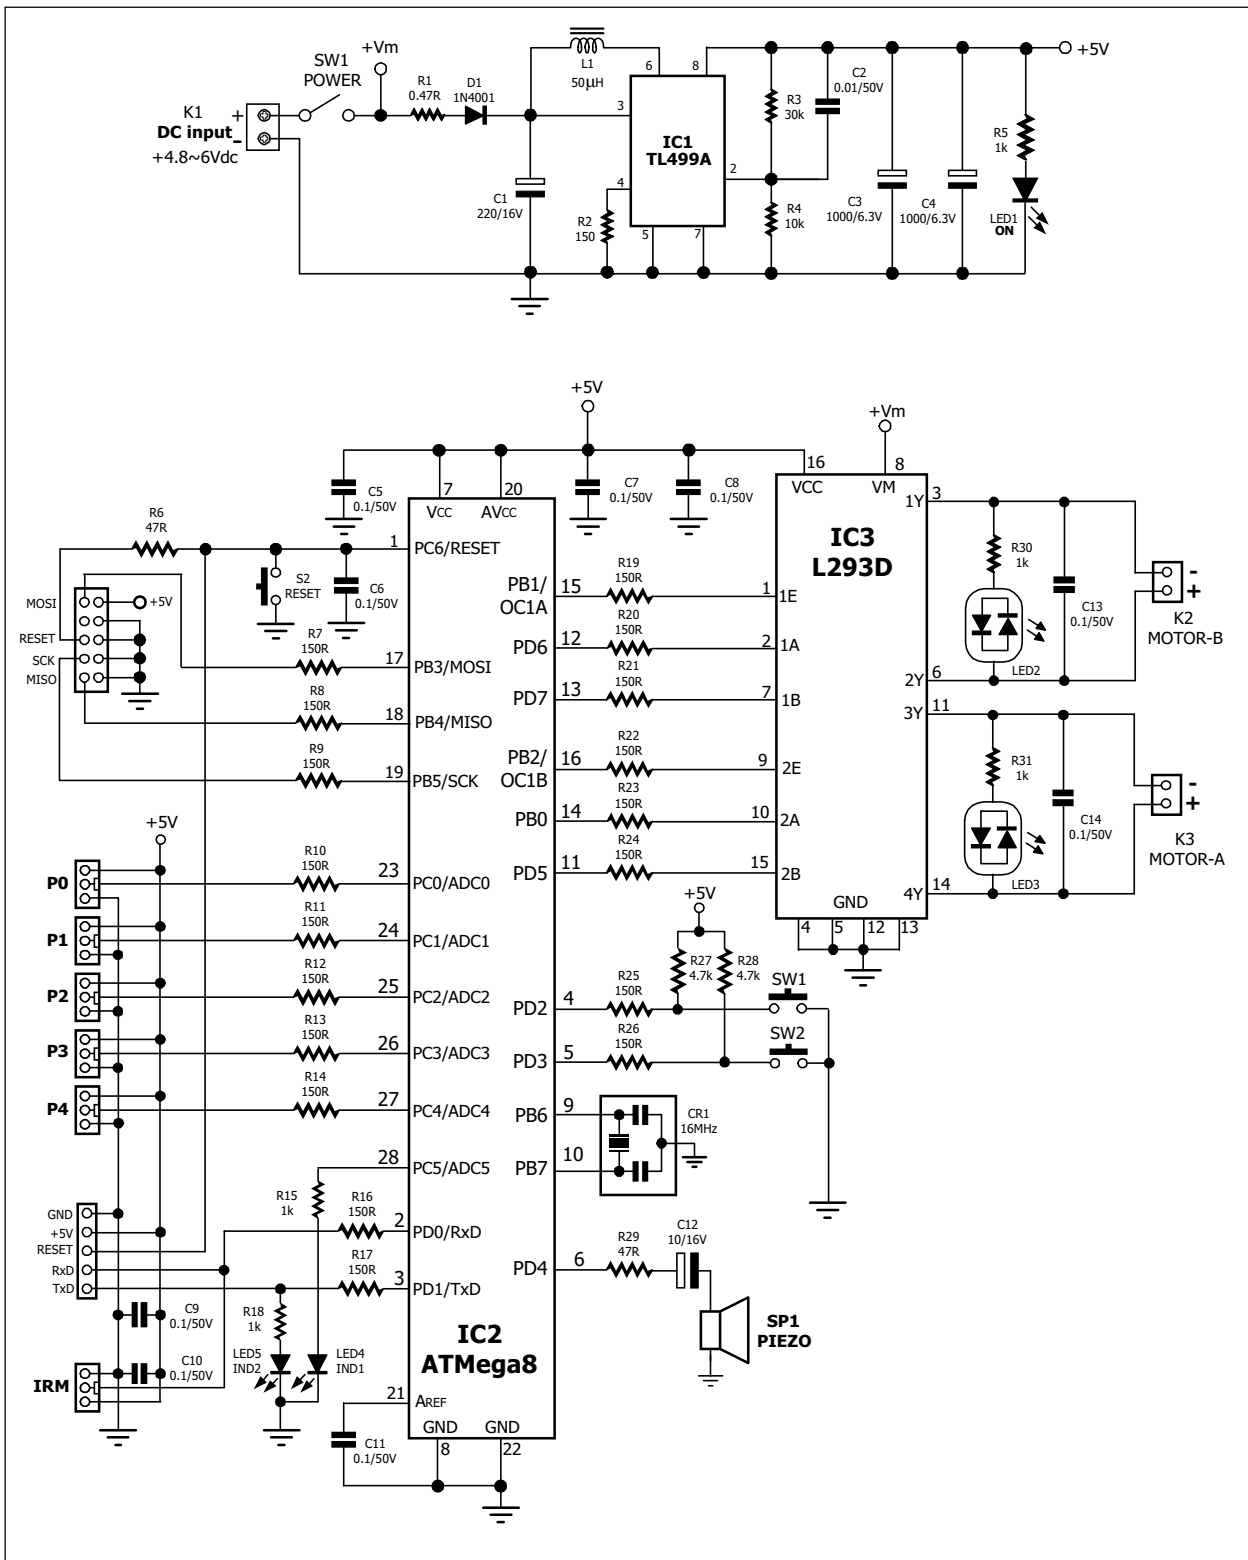 +Vm
SW1
POWER
K1
DC input
+4.8~6Vdc
+
-
R1
0.47R
D1
1N4001
L1
50µH
6
8
3
IC1
TL499A
2
4
5
7
C1
220/16V
R2
150
R3
30k
C2
0.01/50V
R4
10k
C3
1000/6.3V
C4
1000/6.3V
R5
1k
LED1
ON
+5V
+5V
+Vm
C5
0.1/50V
7
VCC
20
AVCC
C7
0.1/50V
C8
0.1/50V
16
VCC
8
VM
R6
47R
1
PC6/RESET
S2
RESET
C6
0.1/50V
MOSI
+5V
RESET
SCK
MISO
R7
150R
17
PB3/MOSI
R8
150R
18
PB4/MISO
R9
150R
19
PB5/SCK
+5V
P0
R10
150R
23
PC0/ADC0
P1
R11
150R
24
PC1/ADC1
P2
R12
150R
25
PC2/ADC2
P3
R13
150R
26
PC3/ADC3
P4
R14
150R
27
PC4/ADC4
28
PC5/ADC5
R15
1k
R16
150R
2
PD0/RxD
R17
150R
3
PD1/TxD
GND
+5V
RESET
RxD
TxD
C9
0.1/50V
R18
1k
LED5
IND2
LED4
IND1
IRM
C10
0.1/50V
IC2
ATMega8
21
AREF
C11
0.1/50V
GND
8
GND
22
PB1/
OC1A
15
R19
150R
1
1E
PD6
12
R20
150R
2
1A
PD7
13
R21
150R
7
1B
PB2/
OC1B
16
R22
150R
9
2E
PB0
14
R23
150R
10
2A
PD5
11
R24
150R
15
2B
IC3
L293D
GND
4
5
12
13
1Y
3
R30
1k
LED2
C13
0.1/50V
-
+
K2
MOTOR-B
2Y
6
3Y
11
R31
1k
LED3
C14
0.1/50V
-
+
K3
MOTOR-A
4Y
14
+5V
R27
4.7k
R28
4.7k
PD2
4
R25
150R
SW1
PD3
5
R26
150R
SW2
PB6
9
PB7
10
CR1
16MHz
PD4
6
R29
47R
C12
10/16V
SP1
PIEZO